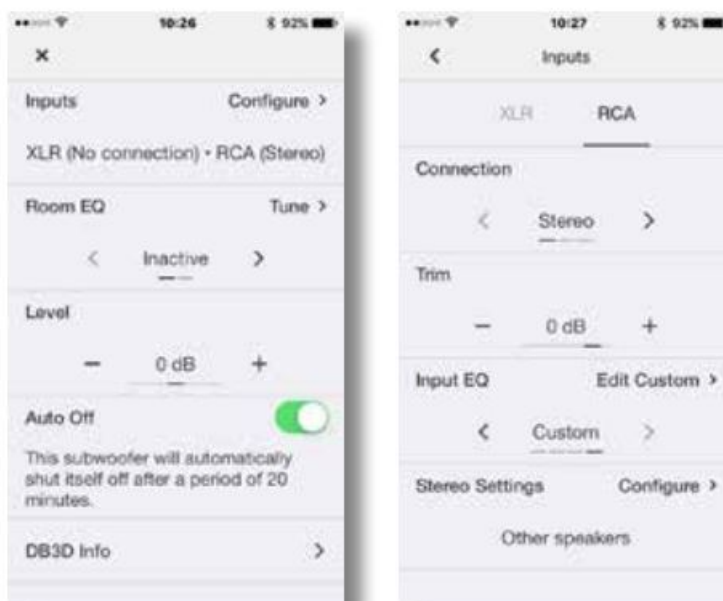 10:26
92%
×
Inputs Configure >
XLR (No connection) • RCA (Stereo)
Room EQ Tune >
< Inactive >
Level
− 0 dB +
Auto Off
This subwoofer will automatically
shut itself off after a period of 20
minutes.
DB3D Info >
10:27
92%
< Inputs
XLR RCA
Connection
< Stereo >
Trim
− 0 dB +
Input EQ Edit Custom >
< Custom >
Stereo Settings Configure >
Other speakers